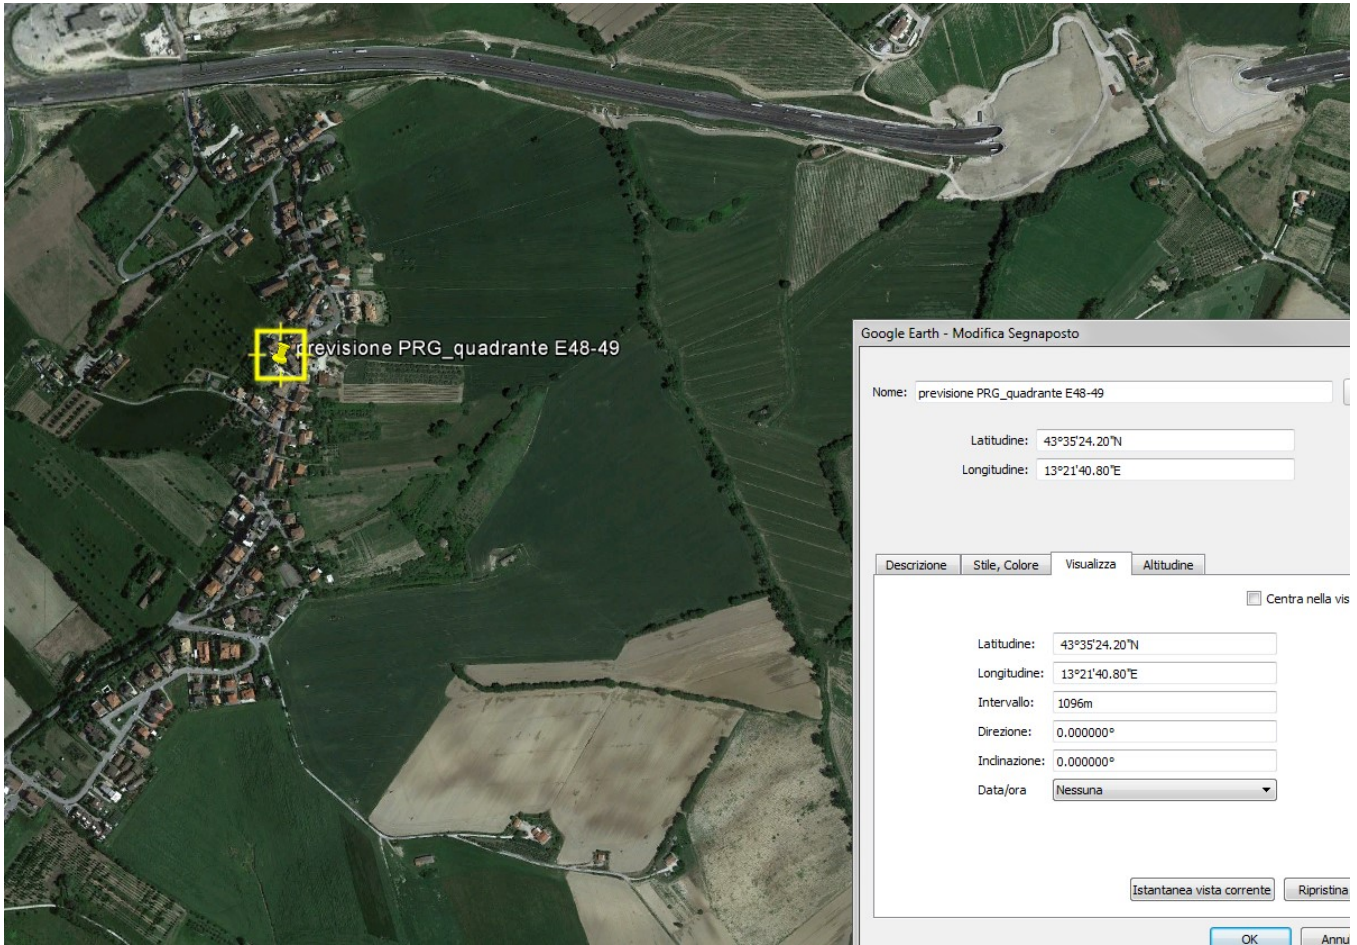 previsione PRG_quadrante E48-49
Google Earth - Modifica Segnaposto
Nome: previsione PRG_quadrante E48-49
Latitudine: 43°35'24.20"N
Longitudine: 13°21'40.80"E
Descrizione Stile, Colore Visualizza Altitudine
Centra nella vis
Latitudine: 43°35'24.20"N
Longitudine: 13°21'40.80"E
Intervallo: 1096m
Direzione: 0.000000°
Inclinazione: 0.000000°
Data/ora Nessuna
Istantanea vista corrente Ripristina
OK Annu